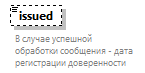 issued
В случае успешной
обработки сообщения - дата
регистрации доверенности